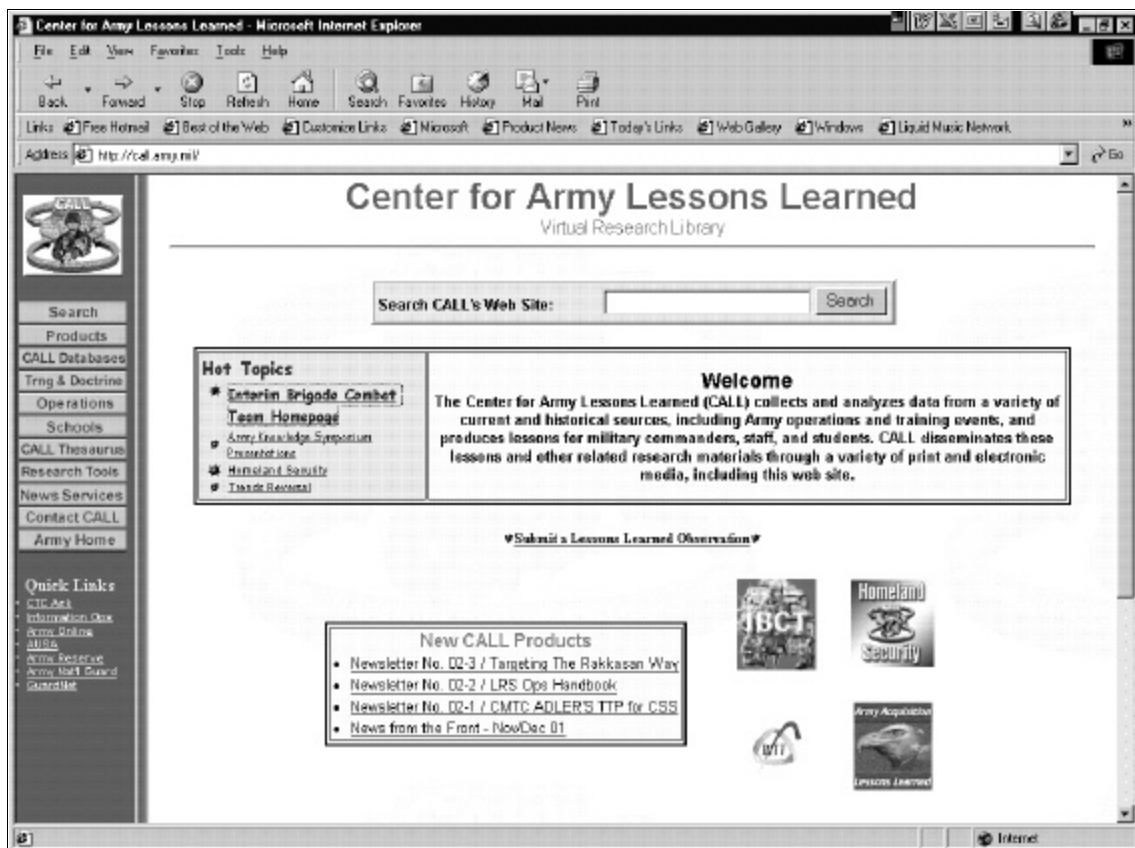 Center for Army Lessons Learned - Microsoft Internet Explorer
File Edit View Favorites Tools Help
Back Forward Stop Refresh Home Search Favorites History Mail Print
Links Free Hotmail Best of the Web Customize Links Microsoft Product News Today's Links Web Gallery Windows Liquid Music Network
Address http://call.army.mil/ Go
CALL
Center for Army Lessons Learned
Virtual Research Library
Search CALL's Web Site: Search
Search
Products
CALL Databases
Trng & Doctrine
Operations
Schools
CALL Thesaurus
Research Tools
News Services
Contact CALL
Army Home
Quick Links
CTC Ask
Information Ops
Army Online
AUSA
Army Reserve
Army Nat'l Guard
GuardNet
Hot Topics
Interim Brigade Combat
Team Homepage
Army Knowledge Symposium
Presentations
Homeland Security
Trends Reversal
Welcome
The Center for Army Lessons Learned (CALL) collects and analyzes data from a variety of
current and historical sources, including Army operations and training events, and
produces lessons for military commanders, staff, and students. CALL disseminates these
lessons and other related research materials through a variety of print and electronic
media, including this web site.
Submit a Lessons Learned Observation
New CALL Products
Newsletter No. 02-3 / Targeting The Rakkasan Way
Newsletter No. 02-2 / LRS Ops Handbook
Newsletter No. 02-1 / CMTC ADLER'S TTP for CSS
News from the Front - Nov/Dec 01
IBCT
Homeland
Security
Army Acquisition
Lessons Learned
Internet